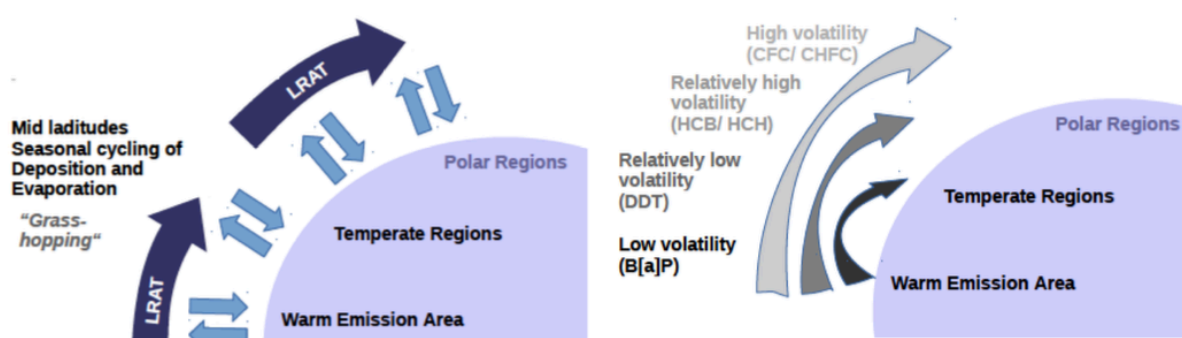 LRAT
Mid laditudes
Seasonal cycling of
Deposition and
Evaporation
“Grass-
hopping“
LRAT
Polar Regions
Temperate Regions
Warm Emission Area
High volatility
(CFC/ CHFC)
Relatively high
volatility
(HCB/ HCH)
Relatively low
volatility
(DDT)
Low volatility
(B[a]P)
Polar Regions
Temperate Regions
Warm Emission Area